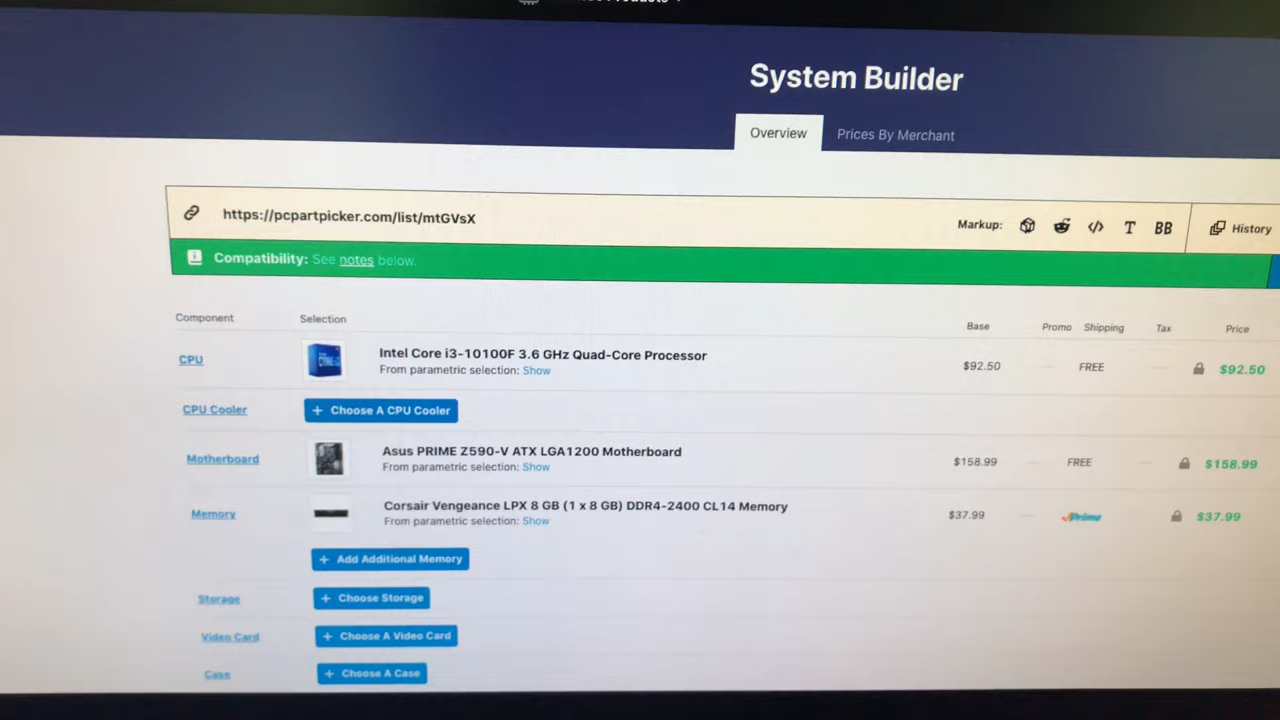 System Builder
Overview
Prices By Merchant
https://pcpartpicker.com/list/mtGVsX
Markup:
T
BB
History
Compatibility: See notes below.
Component Selection Base Promo Shipping Tax Price
CPU
Intel Core i3-10100F 3.6 GHz Quad-Core Processor
From parametric selection: Show
$92.50 FREE $92.50
CPU Cooler
+ Choose A CPU Cooler
Motherboard
Asus PRIME Z590-V ATX LGA1200 Motherboard
From parametric selection: Show
$158.99 FREE $158.99
Memory
Corsair Vengeance LPX 8 GB (1 x 8 GB) DDR4-2400 CL14 Memory
From parametric selection: Show
$37.99 Prime $37.99
+ Add Additional Memory
Storage
+ Choose Storage
Video Card
+ Choose A Video Card
Case
+ Choose A Case